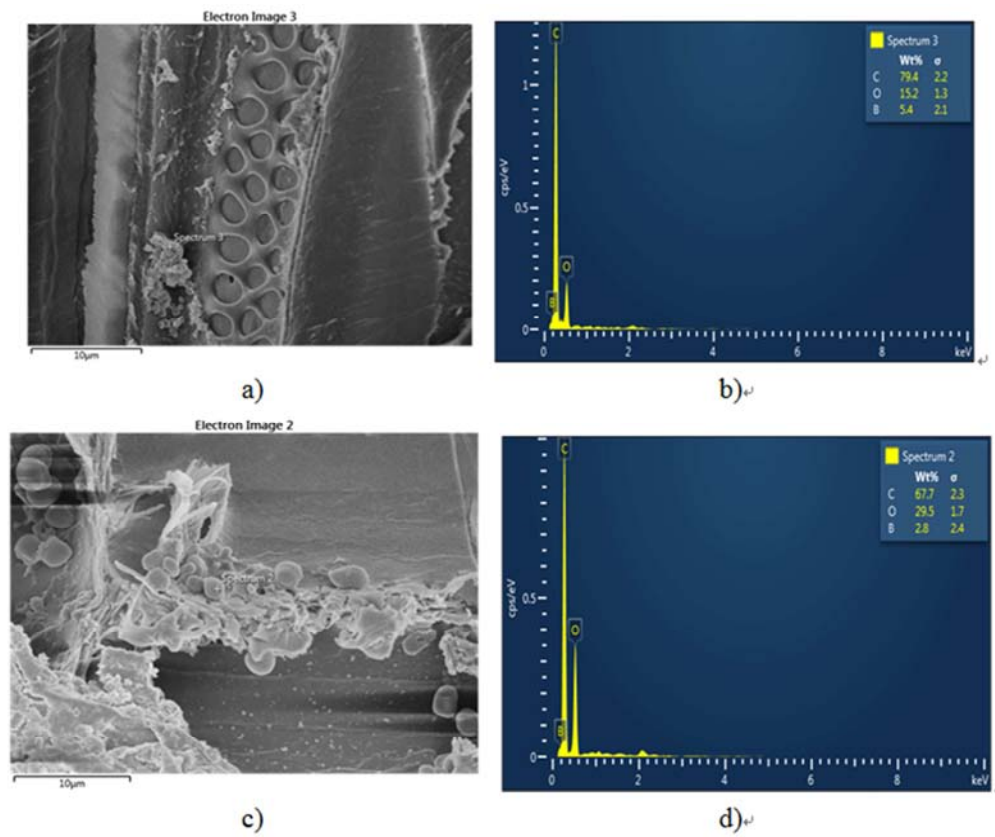 Electron Image 3
Spectrum 3
10μm
a)
C
O
B
Spectrum 3
Wt% σ
C 79.4 2.2
O 15.2 1.3
B 5.4 2.1
cps/eV
1
0.5
0
0 2 4 6 8 keV
b)↵
Electron Image 2
Spectrum 2
10μm
c)
C
O
B
Spectrum 2
Wt% σ
C 67.7 2.3
O 29.5 1.7
B 2.8 2.4
cps/eV
0.5
0
0 2 4 6 8 keV
d)↵